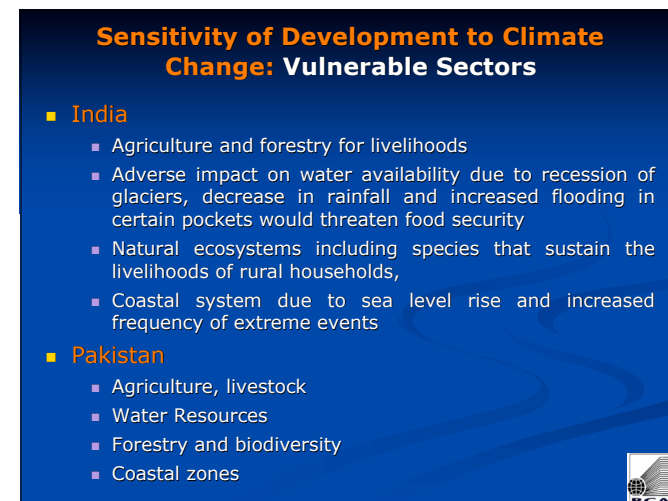 Sensitivity of Development to Climate
Change: Vulnerable Sectors
India
Agriculture and forestry for livelihoods
Adverse impact on water availability due to recession of
glaciers, decrease in rainfall and increased flooding in
certain pockets would threaten food security
Natural ecosystems including species that sustain the
livelihoods of rural households,
Coastal system due to sea level rise and increased
frequency of extreme events
Pakistan
Agriculture, livestock
Water Resources
Forestry and biodiversity
Coastal zones